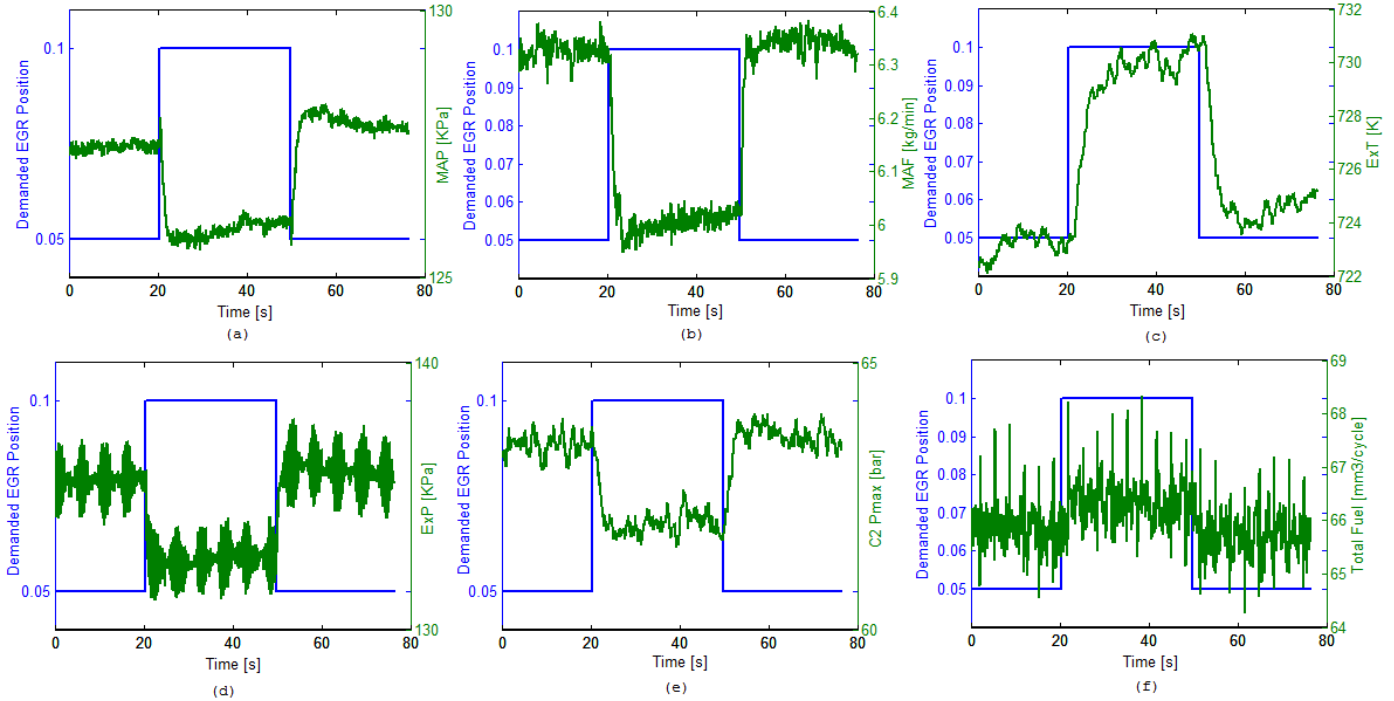 Demanded EGR Position
0.1
0.05
130
125
MAP [KPa]
0 20 40 60 80
Time [s]
(a)
Demanded EGR Position
0.1
0.09
0.08
0.07
0.06
0.05
6.4
6.3
6.2
6.1
6
5.9
MAF [kg/min]
0 20 40 60 80
Time [s]
(b)
Demanded EGR Position
0.1
0.09
0.08
0.07
0.06
0.05
732
730
728
726
724
722
ExT [K]
0 20 40 60 80
Time [s]
(c)
Demanded EGR Position
0.1
0.05
140
130
ExP [KPa]
0 20 40 60 80
Time [s]
(d)
Demanded EGR Position
0.1
0.05
65
60
C2 Pmax [bar]
0 20 40 60 80
Time [s]
(e)
Demanded EGR Position
0.1
0.09
0.08
0.07
0.06
0.05
69
68
67
66
65
64
Total Fuel [mm3/cycle]
0 20 40 60 80
Time [s]
(f)